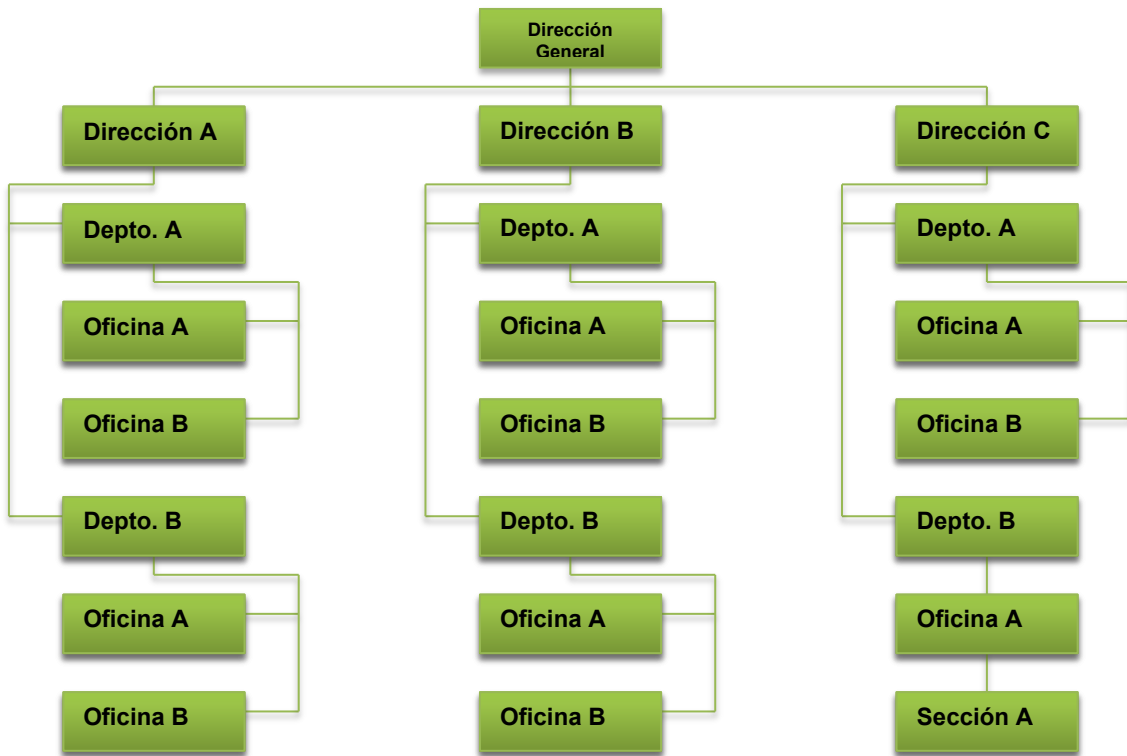 Dirección
General
Dirección A
Depto. A
Oficina A
Oficina B
Depto. B
Oficina A
Oficina B
Dirección B
Depto. A
Oficina A
Oficina B
Depto. B
Oficina A
Oficina B
Dirección C
Depto. A
Oficina A
Oficina B
Depto. B
Oficina A
Sección A